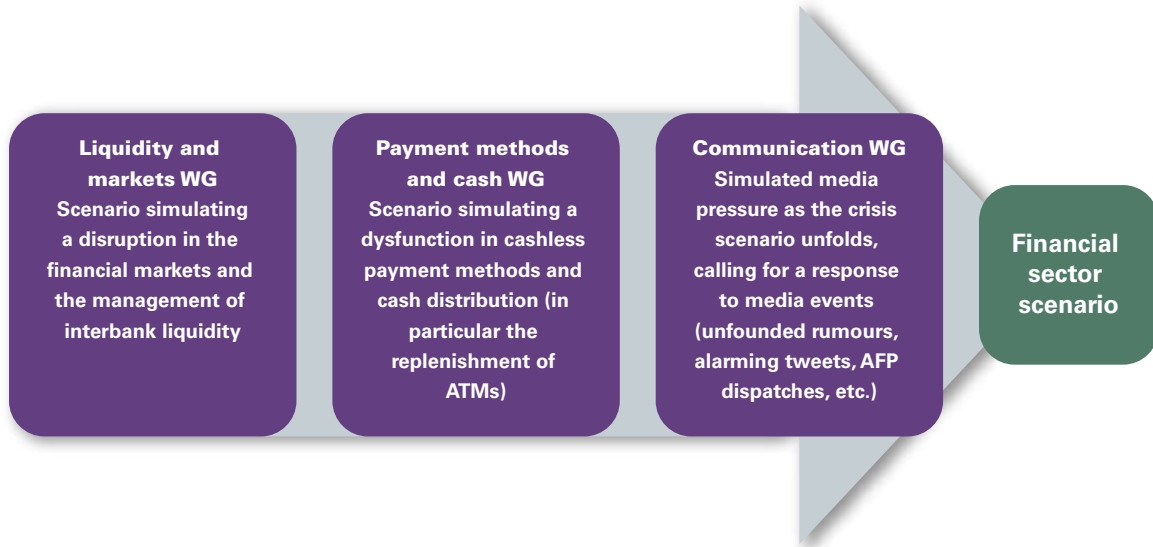 Liquidity and
markets WG
Scenario simulating
a disruption in the
financial markets and
the management of
interbank liquidity
Payment methods
and cash WG
Scenario simulating a
dysfunction in cashless
payment methods and
cash distribution (in
particular the
replenishment of
ATMs)
Communication WG
Simulated media
pressure as the crisis
scenario unfolds,
calling for a response
to media events
(unfounded rumours,
alarming tweets, AFP
dispatches, etc.)
Financial
sector
scenario